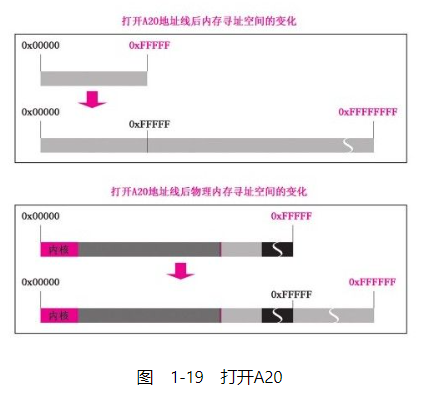 打开A20地址线后内存寻址空间的变化
0x00000 0xFFFFF
0x00000 0xFFFFF 0xFFFFFFFF
打开A20地址线后物理内存寻址空间的变化
0x00000 0xFFFFF
内核
0x00000 0xFFFFF 0xFFFFFF
内核
图 1-19 打开A20